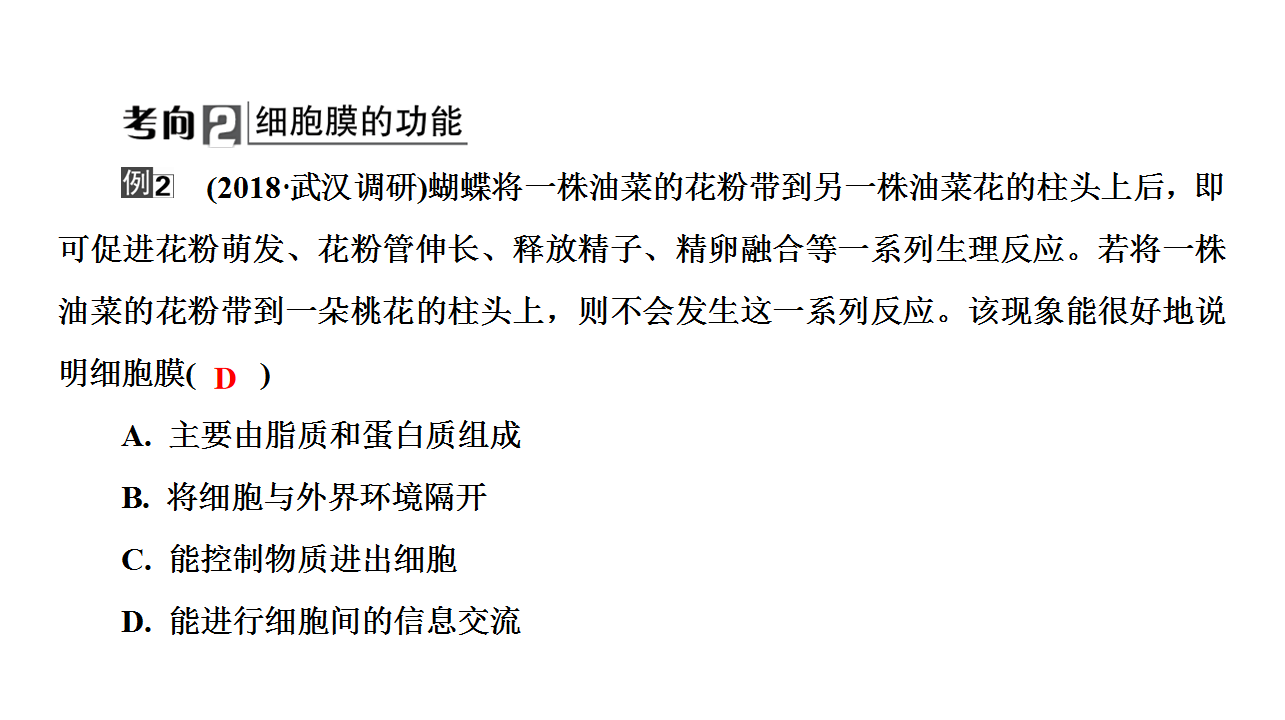 考向2 细胞膜的功能
例2 (2018·武汉调研)蝴蝶将一株油菜的花粉带到另一株油菜花的柱头上后，即
可促进花粉萌发、花粉管伸长、释放精子、精卵融合等一系列生理反应。若将一株
油菜的花粉带到一朵桃花的柱头上，则不会发生这一系列反应。该现象能很好地说
明细胞膜( D )
A. 主要由脂质和蛋白质组成
B. 将细胞与外界环境隔开
C. 能控制物质进出细胞
D. 能进行细胞间的信息交流